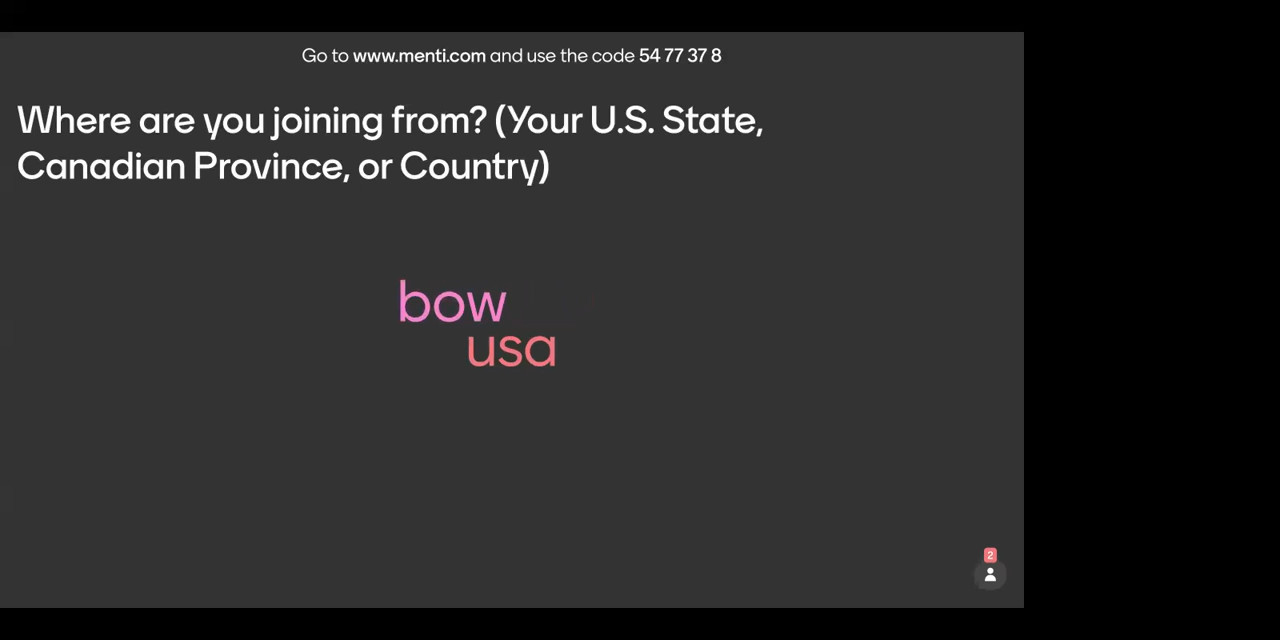 Go to www.menti.com and use the code 54 77 37 8
Where are you joining from? (Your U.S. State,
Canadian Province, or Country)
bow
usa
2